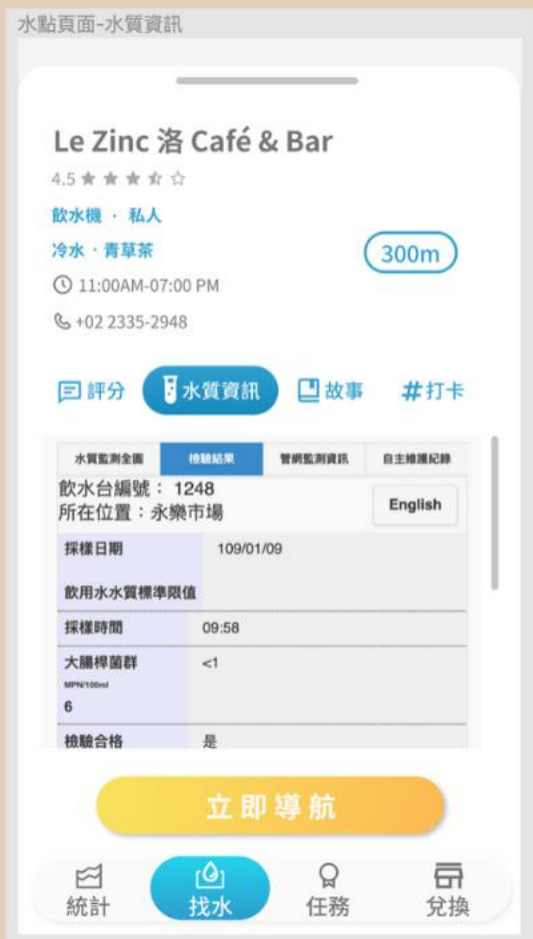 水點頁面-水質資訊
Le Zinc 洛 Café & Bar
4.5
飲水機 · 私人
冷水 · 青草茶
300m
11:00AM-07:00 PM
+02 2335-2948
評分 水質資訊 故事 #打卡
水質監測全圖 檢驗結果 管網監測資訊 自主維護紀錄
飲水台編號： 1248
所在位置：永樂市場
English
採樣日期 109/01/09
飲用水水質標準限值
採樣時間 09:58
大腸桿菌群 <1
MPN/100ml
6
檢驗合格 是
立即導航
統計 找水 任務 兌換